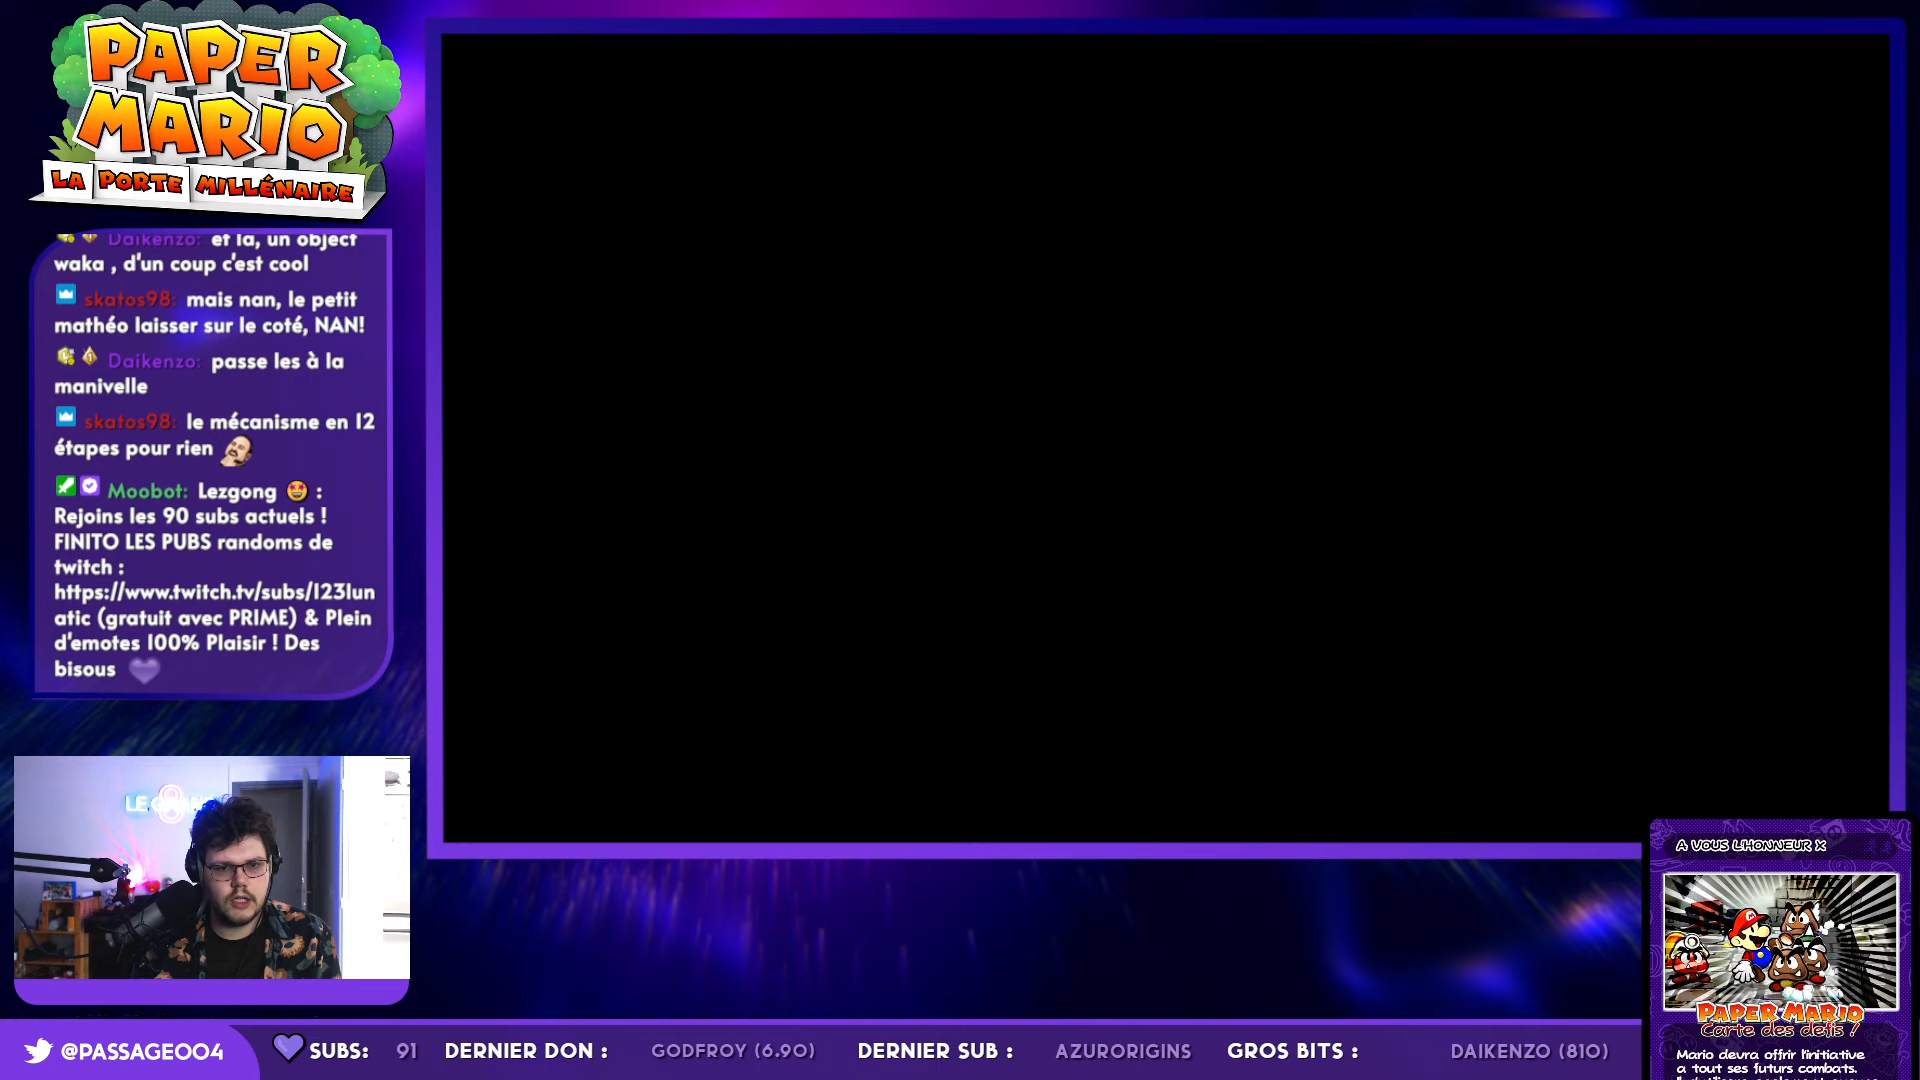 PAPER
MARIO
LA PORTE MILLÉNAIRE
Daikenzo: et la, un object
waka , d'un coup c'est cool
skatos98: mais nan, le petit
mathéo laisser sur le coté, NAN!
Daikenzo: passe les à la
manivelle
skatos98: le mécanisme en 12
étapes pour rien
Moobot: Lezgong 🤩 :
Rejoins les 90 subs actuels !
FINITO LES PUBS randoms de
twitch :
https://www.twitch.tv/subs/123lun
atic (gratuit avec PRIME) & Plein
d'emotes 100% Plaisir ! Des
bisous 💜
A VOUS L'HONNEUR X
PAPER MARIO
Carte des défis !
Mario devra offrir l'initiative
a tout ses futurs combats.
@PASSAGE004
SUBS: 91
DERNIER DON : GODFROY (6.90)
DERNIER SUB : AZURORIGINS
GROS BITS : DAIKENZO (810)